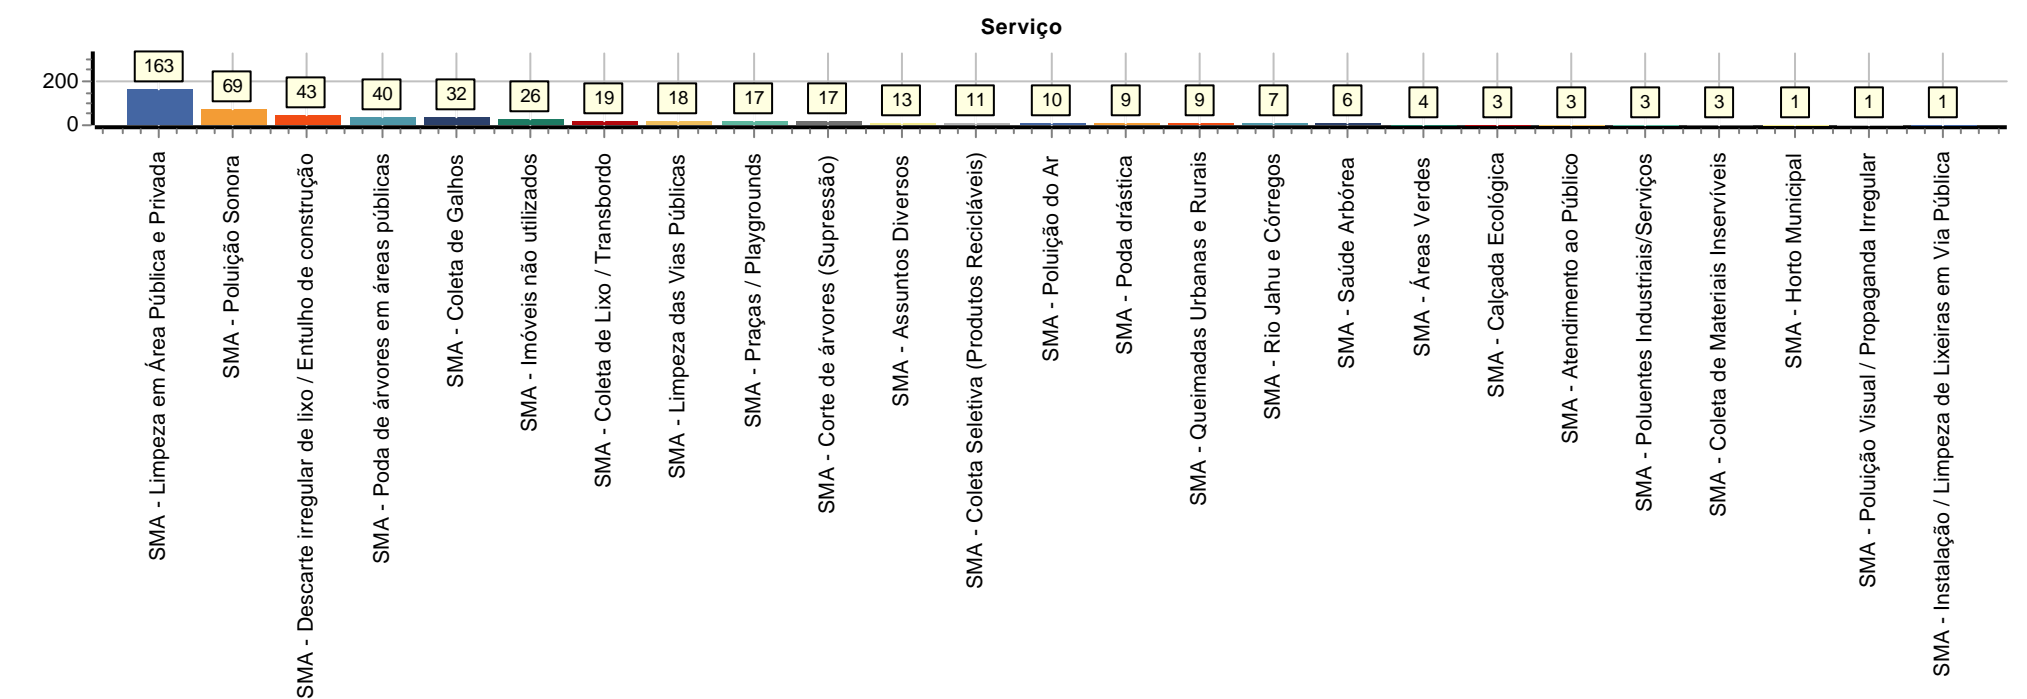 Serviço
200
0
163
69
43
40
32
26
19
18
17
17
13
11
10
9
9
7
6
4
3
3
3
3
1
1
1
SMA - Limpeza em Área Pública e Privada
SMA - Poluição Sonora
SMA - Descarte irregular de lixo / Entulho de construção
SMA - Poda de árvores em áreas públicas
SMA - Coleta de Galhos
SMA - Imóveis não utilizados
SMA - Coleta de Lixo / Transbordo
SMA - Limpeza das Vias Públicas
SMA - Praças / Playgrounds
SMA - Corte de árvores (Supressão)
SMA - Assuntos Diversos
SMA - Coleta Seletiva (Produtos Recicláveis)
SMA - Poluição do Ar
SMA - Poda drástica
SMA - Queimadas Urbanas e Rurais
SMA - Rio Jahu e Córregos
SMA - Saúde Arbórea
SMA - Áreas Verdes
SMA - Calçada Ecológica
SMA - Atendimento ao Público
SMA - Poluentes Industriais/Serviços
SMA - Coleta de Materiais Inservíveis
SMA - Horto Municipal
SMA - Poluição Visual / Propaganda Irregular
SMA - Instalação / Limpeza de Lixeiras em Via Pública